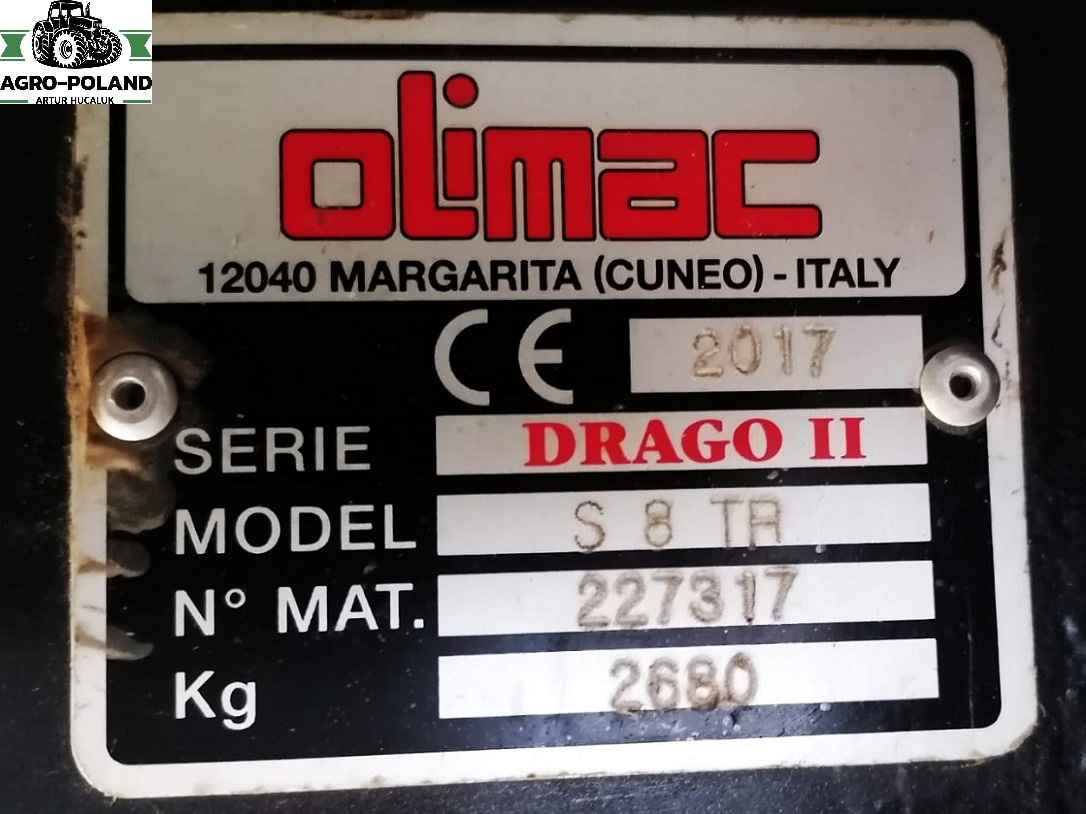 AGRO-POLAND
ARTUR HUCALUK
olimac
12040 MARGARITA (CUNEO) - ITALY
CE 2017
SERIE DRAGO II
MODEL S 8 TR
N° MAT. 227317
Kg 2680